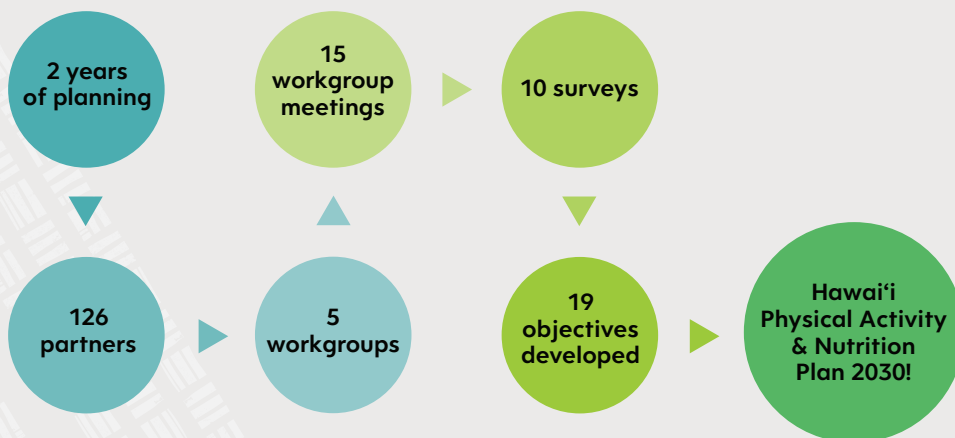 2 years
of planning
126
partners
5
workgroups
15
workgroup
meetings
10 surveys
19
objectives
developed
Hawai‘i
Physical Activity
& Nutrition
Plan 2030!